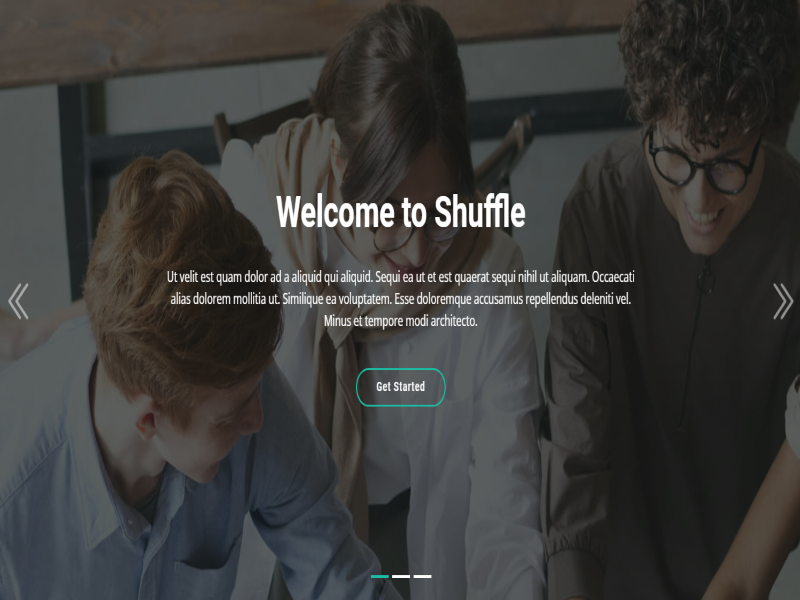 Welcome to Shuffle
Ut velit est quam dolor ad a aliquid qui aliquid. Sequi ea ut et est quaerat sequi nihil ut aliquam. Occaecati
alias dolorem mollitia ut. Similique ea voluptatem. Esse doloremque accusamus repellendus deleniti vel.
Minus et tempore modi architecto.
Get Started